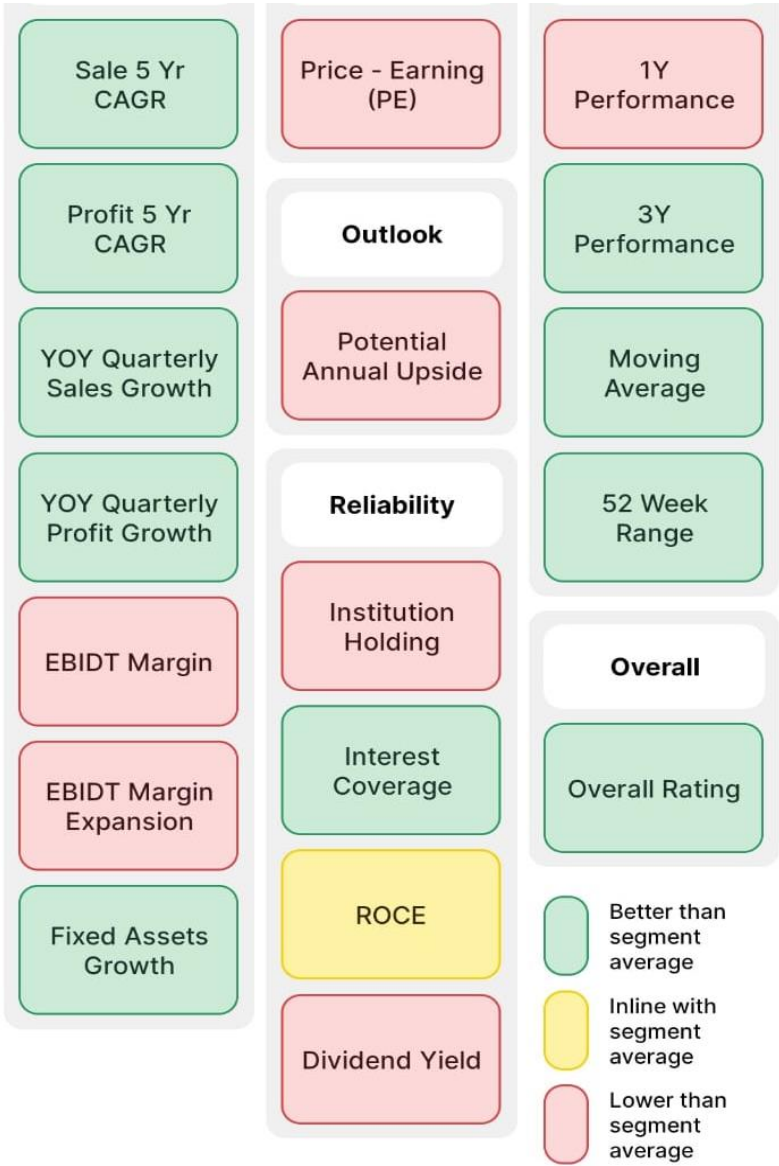 Sale 5 Yr
CAGR
Profit 5 Yr
CAGR
YOY Quarterly
Sales Growth
YOY Quarterly
Profit Growth
EBIDT Margin
EBIDT Margin
Expansion
Fixed Assets
Growth
Price - Earning
(PE)
Outlook
Potential
Annual Upside
Reliability
Institution
Holding
Interest
Coverage
ROCE
Dividend Yield
1Y
Performance
3Y
Performance
Moving
Average
52 Week
Range
Overall
Overall Rating
Better than
segment
average
Inline with
segment
average
Lower than
segment
average